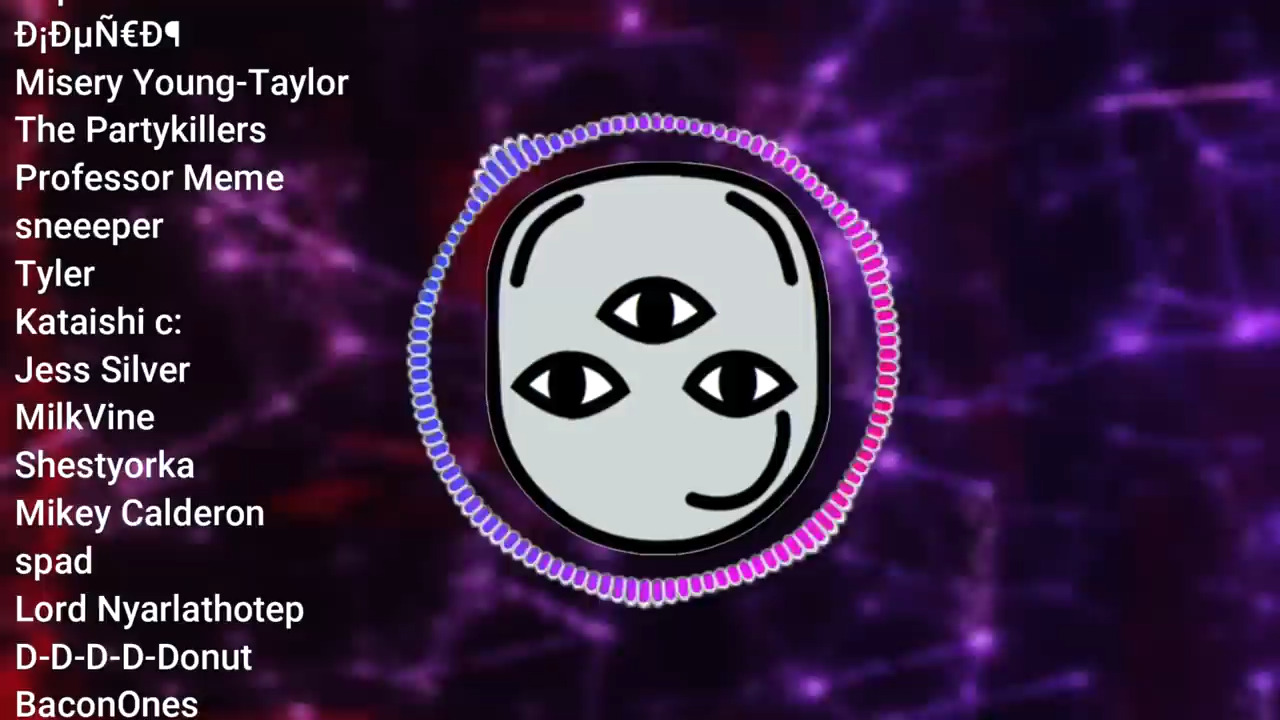 Ð¡ÐµÑ€Ð¶
Misery Young-Taylor
The Partykillers
Professor Meme
sneeeper
Tyler
Kataishi c:
Jess Silver
MilkVine
Shestyorka
Mikey Calderon
spad
Lord Nyarlathotep
D-D-D-D-Donut
BaconOnes